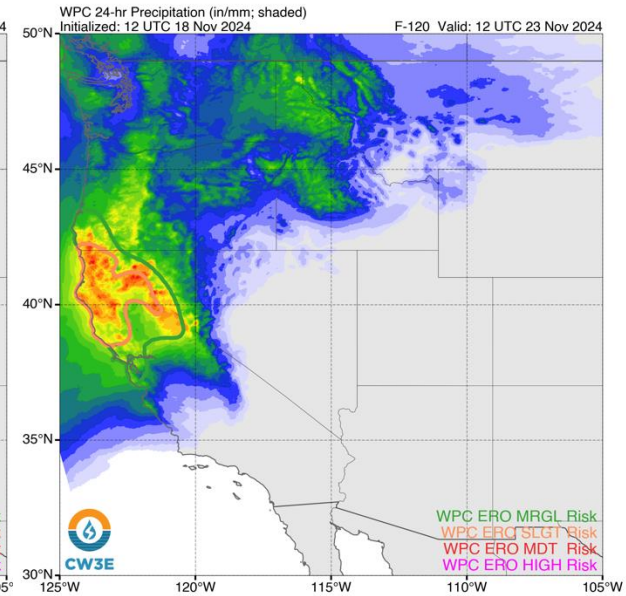 WPC 24-hr Precipitation (in/mm; shaded)
Initialized: 12 UTC 18 Nov 2024 F-120 Valid: 12 UTC 23 Nov 2024
4
50°N
45°N
40°N
35°N
30°N
WPC ERO MRGL Risk
WPC ERO SLGT Risk
WPC ERO MDT Risk
WPC ERO HIGH Risk
CW3E
5° 125°W 120°W 115°W 110°W 105°W